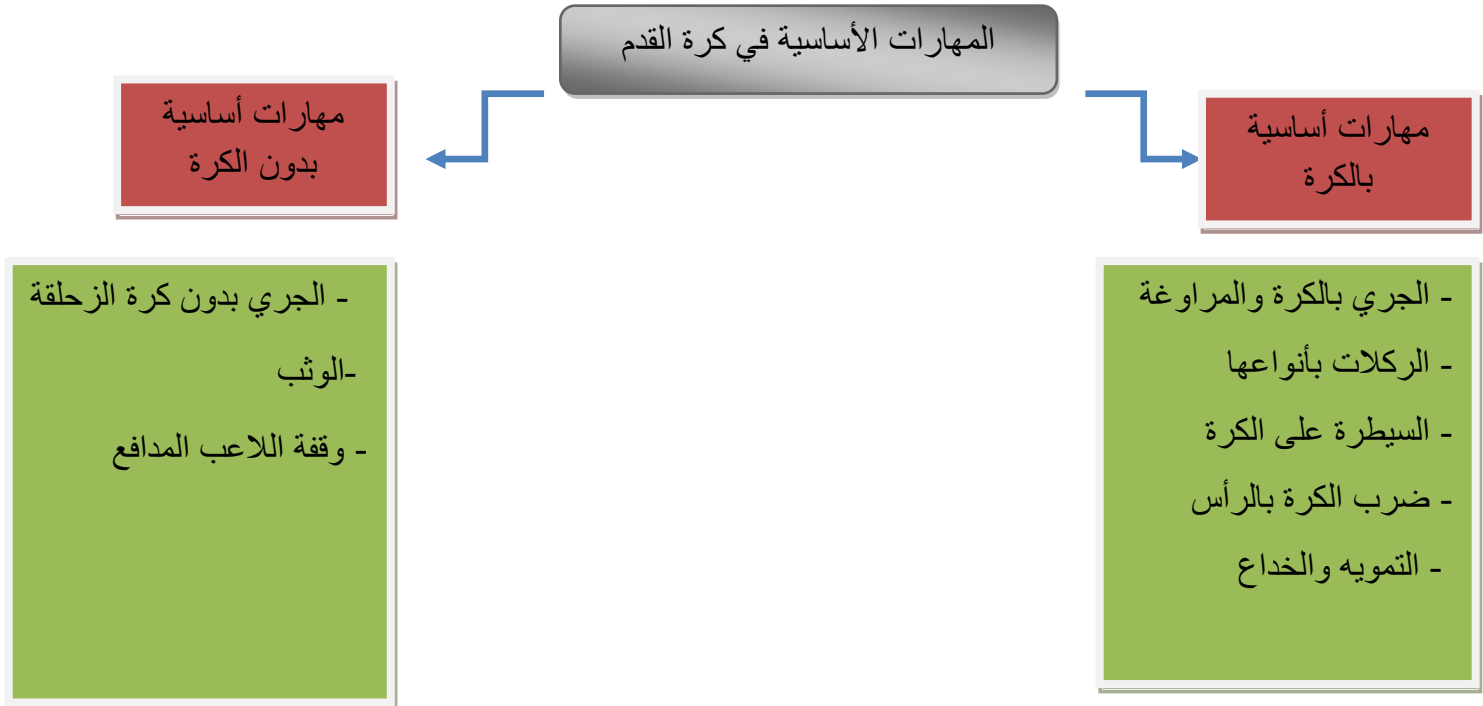 المهارات الأساسية في كرة القدم
مهارات أساسية
بالكرة
مهارات أساسية
بدون الكرة
- الجري بالكرة والمراوغة
- الركلات بأنواعها
- السيطرة على الكرة
- ضرب الكرة بالرأس
- التمويه والخداع
- الجري بدون كرة الزحلقة
-الوثب
- وقفة اللاعب المدافع